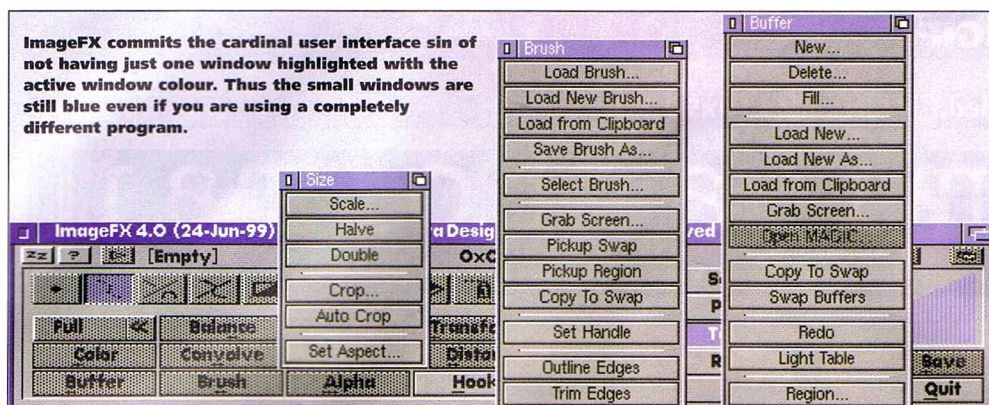 ImageFX commits the cardinal user interface sin of
not having just one window highlighted with the
active window colour. Thus the small windows are
still blue even if you are using a completely
different program.
Size
Scale...
Halve
Double
Crop...
Auto Crop
Set Aspect...
Brush
Load Brush...
Load New Brush...
Load from Clipboard
Save Brush As...
Select Brush...
Grab Screen...
Pickup Swap
Pickup Region
Copy To Swap
Set Handle
Outline Edges
Trim Edges
Buffer
New...
Delete...
Fill...
Load New...
Load New As...
Load from Clipboard
Grab Screen...
Open MAGIC
Copy To Swap
Swap Buffers
Redo
Light Table
Region...
ImageFX 4.0 (24-Jun-99)
zz ? [Empty]
Full << Balance
Color Convolve
Buffer Brush Alpha Hook
Save
Quit